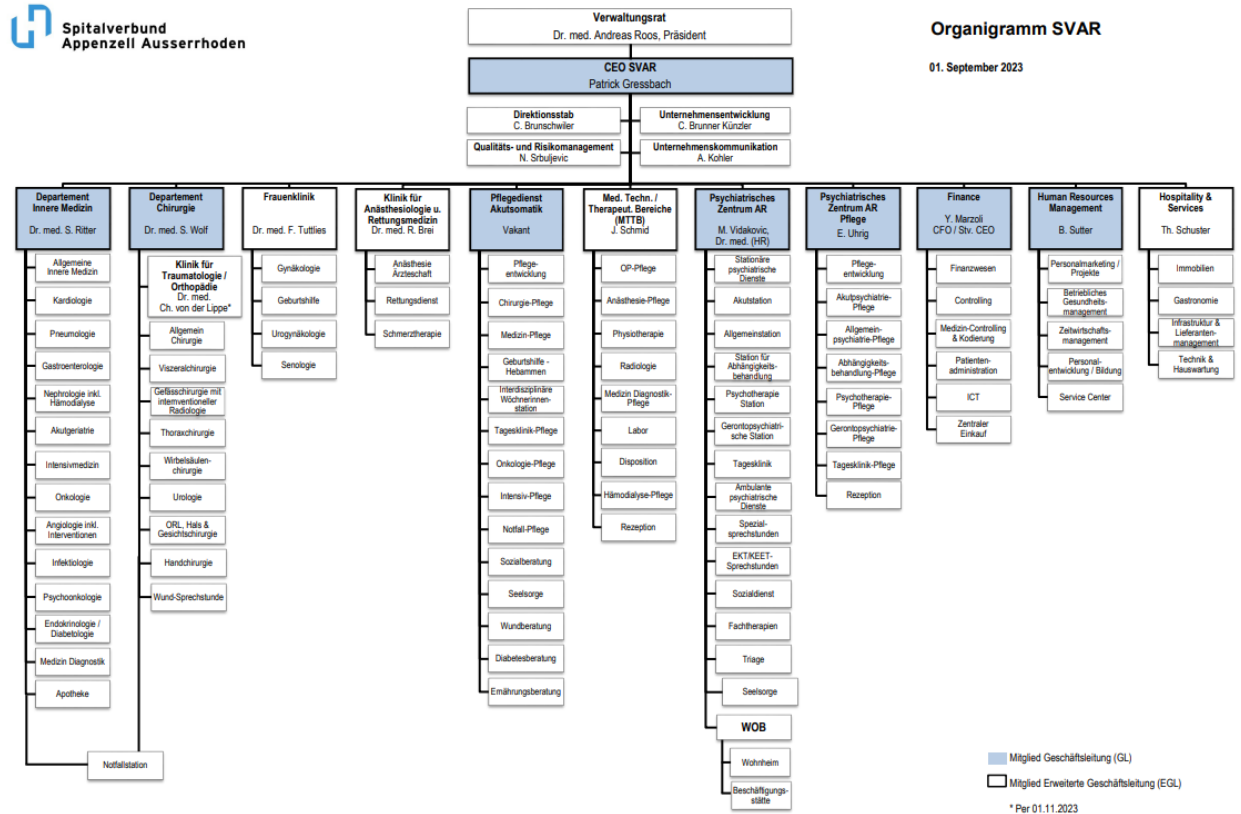 Spitalverbund
Appenzell Ausserrhoden
Verwaltungsrat
Dr. med. Andreas Roos, Präsident
Organigramm SVAR
01. September 2023
CEO SVAR
Patrick Gressbach
Direktionsstab
C. Brunschwiler
Unternehmensentwicklung
C. Brunner Künzler
Qualitäts- und Risikomanagement
N. Srbuljevic
Unternehmenskommunikation
A. Kohler
Departement
Innere Medizin
Dr. med. S. Ritter
Allgemeine
Innere Medizin
Kardiologie
Pneumologie
Gastroenterologie
Nephrologie inkl.
Hämodialyse
Akutgeriatrie
Intensivmedizin
Onkologie
Angiologie inkl.
Interventionen
Infektiologie
Psychoonkologie
Endokrinologie /
Diabetologie
Medizin Diagnostik
Apotheke
Notfallstation
Departement
Chirurgie
Dr. med. S. Wolf
Klinik für
Traumatologie /
Orthopädie
Dr. med.
Ch. von der Lippe*
Allgemein
Chirurgie
Viszeralchirurgie
Gefässchirurgie mit
interventioneller
Radiologie
Thoraxchirurgie
Wirbelsäulen-
chirurgie
Urologie
ORL, Hals &
Gesichtschirurgie
Handchirurgie
Wund-Sprechstunde
Frauenklinik
Dr. med. F. Tuttlies
Gynäkologie
Geburtshilfe
Urogynäkologie
Senologie
Klinik für
Anästhesiologie u.
Rettungsmedizin
Dr. med. R. Brei
Anästhesie
Ärzteschaft
Rettungsdienst
Schmerztherapie
Pflegedienst
Akutsomatik
Vakant
Pflege-
entwicklung
Chirurgie-Pflege
Medizin-Pflege
Geburtshilfe -
Hebammen
Interdisziplinäre
Wöchnerinnen-
station
Tagesklinik-Pflege
Onkologie-Pflege
Intensiv-Pflege
Notfall-Pflege
Sozialberatung
Seelsorge
Wundberatung
Diabetesberatung
Ernährungsberatung
Med. Techn. /
Therapeut. Bereiche
(MTTB)
J. Schmid
OP-Pflege
Anästhesie-Pflege
Physiotherapie
Radiologie
Medizin Diagnostik-
Pflege
Labor
Disposition
Hämodialyse-Pflege
Rezeption
Psychiatrisches
Zentrum AR
M. Vidakovic,
Dr. med. (HR)
Stationäre
psychiatrische
Dienste
Akutstation
Allgemeinstation
Station für
Abhängigkeits-
behandlung
Psychotherapie
Station
Gerontopsychiatri-
sche Station
Tagesklinik
Ambulante
psychiatrische
Dienste
Spezial-
sprechstunden
EKT/KEET-
Sprechstunden
Sozialdienst
Fachtherapien
Triage
Seelsorge
WOB
Wohnheim
Beschäftigungs-
stätte
Psychiatrisches
Zentrum AR
Pflege
E. Uhrig
Pflege-
entwicklung
Akutpsychiatrie-
Pflege
Allgemein-
psychiatrie-Pflege
Abhängigkeits-
behandlung-Pflege
Psychotherapie-
Pflege
Gerontopsychiatrie-
Pflege
Tagesklinik-Pflege
Rezeption
Finance
Y. Marzoli
CFO / Stv. CEO
Finanzwesen
Controlling
Medizin-Controlling
& Kodierung
Patienten-
administration
ICT
Zentraler
Einkauf
Human Resources
Management
B. Sutter
Personalmarketing /
Projekte
Betriebliches
Gesundheits-
management
Zeitwirtschafts-
management
Personal-
entwicklung / Bildung
Service Center
Hospitality &
Services
Th. Schuster
Immobilien
Gastronomie
Infrastruktur &
Lieferanten-
management
Technik &
Hauswartung
Mitglied Geschäftsleitung (GL)
Mitglied Erweiterte Geschäftsleitung (EGL)
* Per 01.11.2023